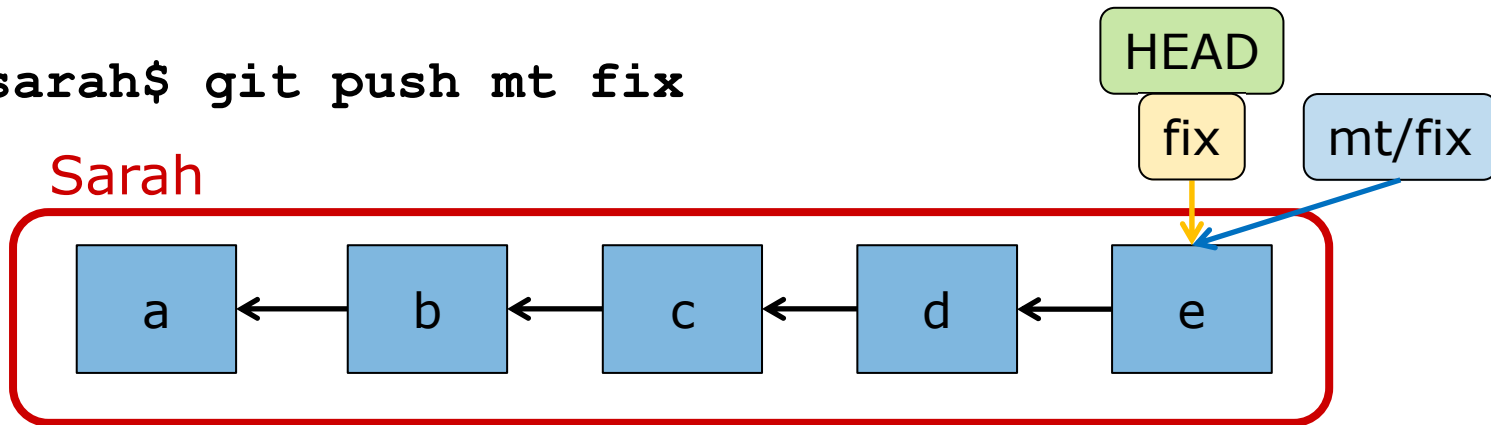 HEAD
sarah$ git push mt fix
fix
mt/fix
Sarah
a
b
c
d
e